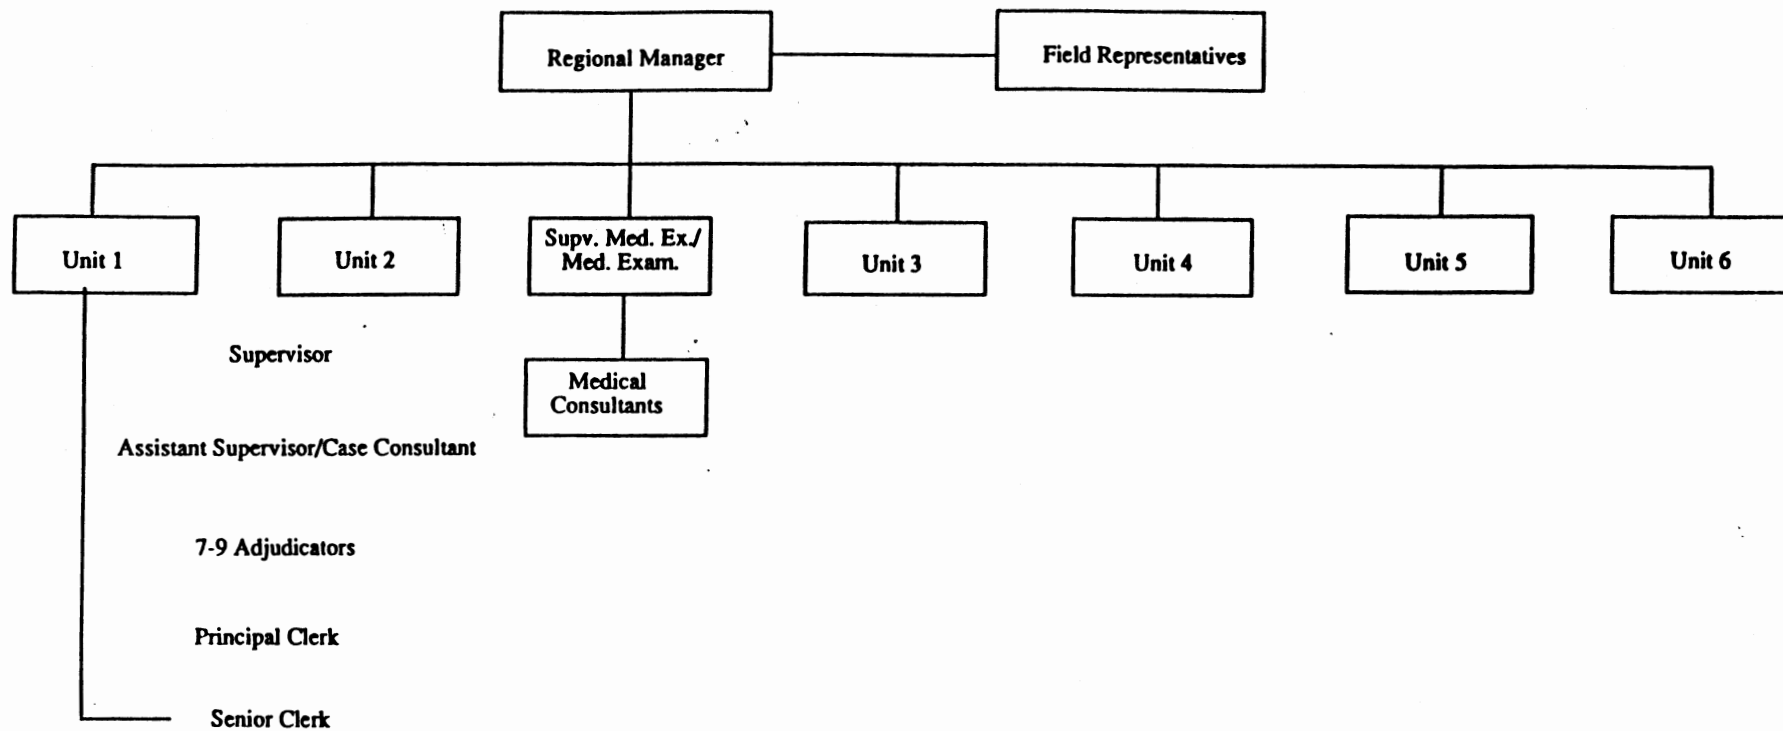 Regional Manager
Field Representatives
Unit 1
Unit 2
Supv. Med. Ex./
Med. Exam.
Unit 3
Unit 4
Unit 5
Unit 6
Supervisor
Medical
Consultants
Assistant Supervisor/Case Consultant
7-9 Adjudicators
Principal Clerk
Senior Clerk